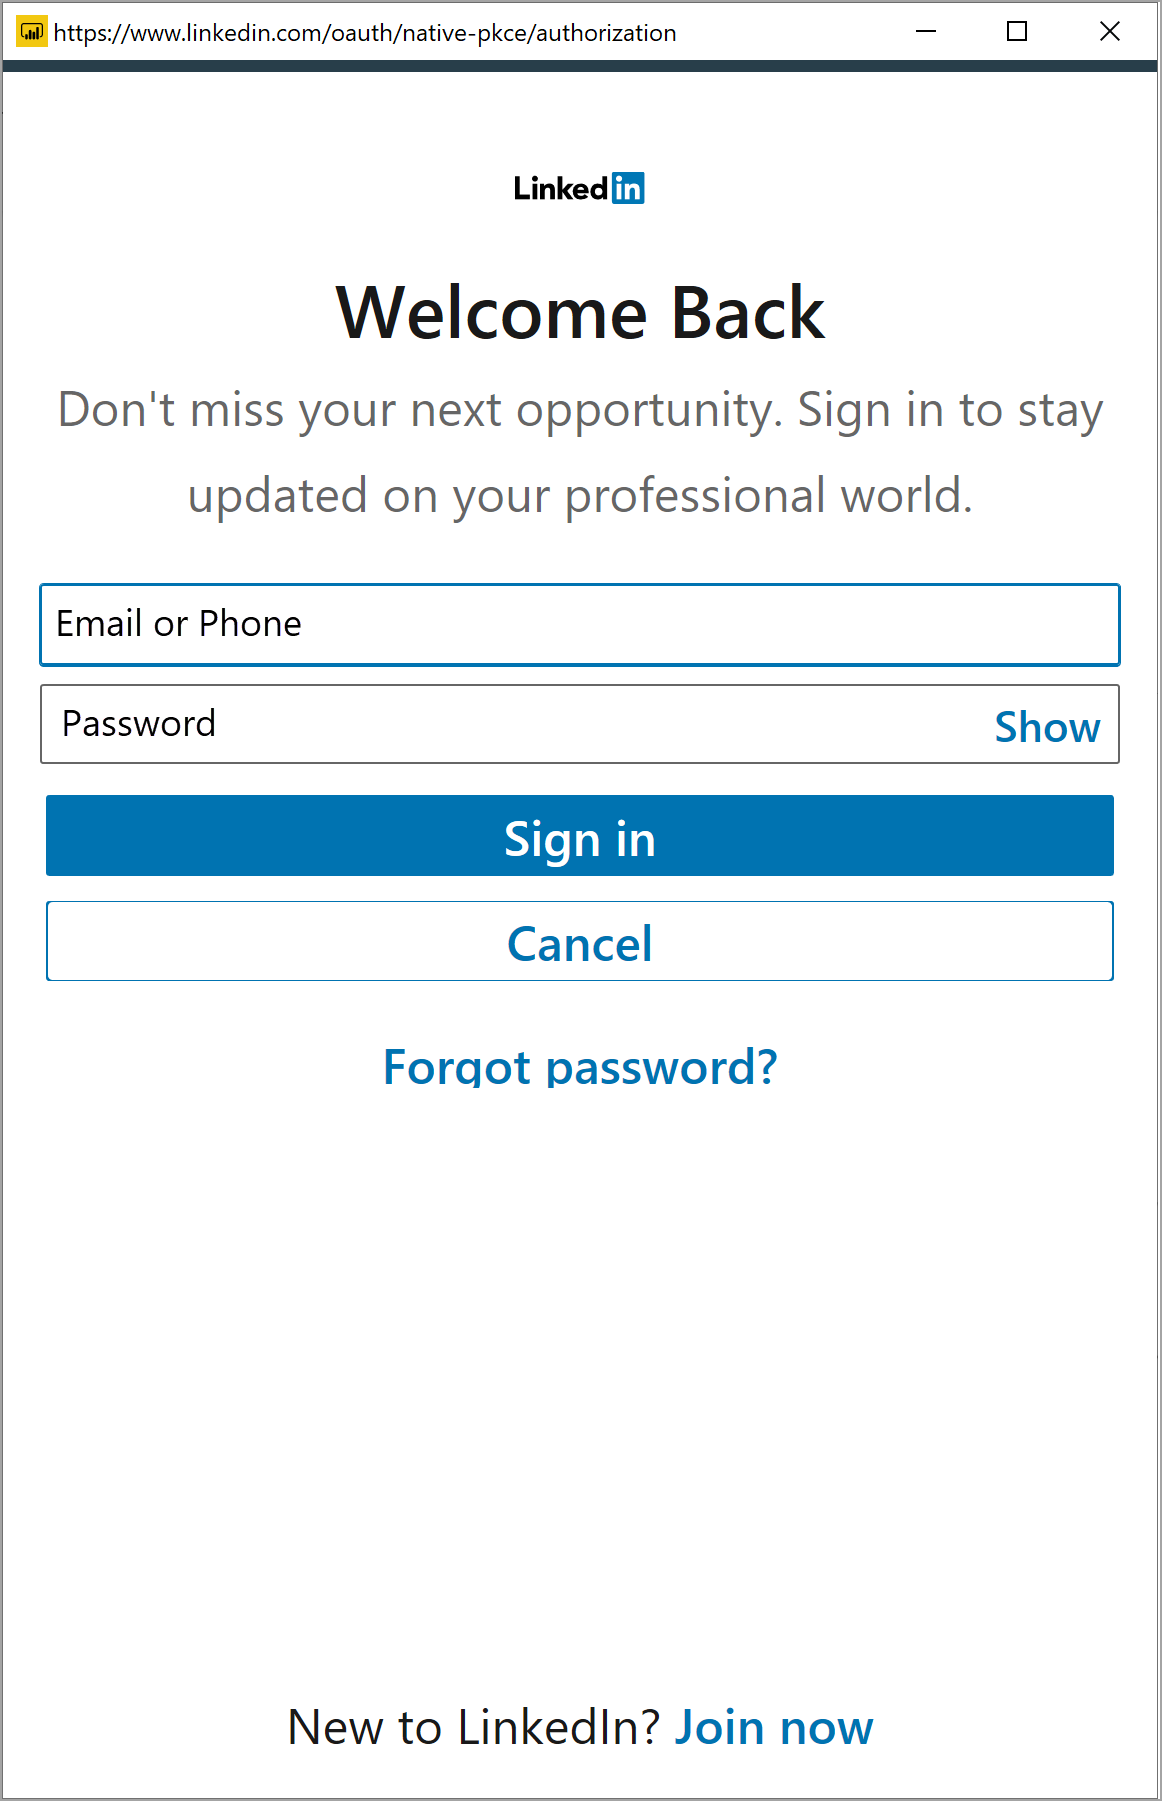 https://www.linkedin.com/oauth/native-pkce/authorization
Linkedin
Welcome Back
Don't miss your next opportunity. Sign in to stay
updated on your professional world.
Email or Phone
Password Show
Sign in
Cancel
Forgot password?
New to LinkedIn? Join now